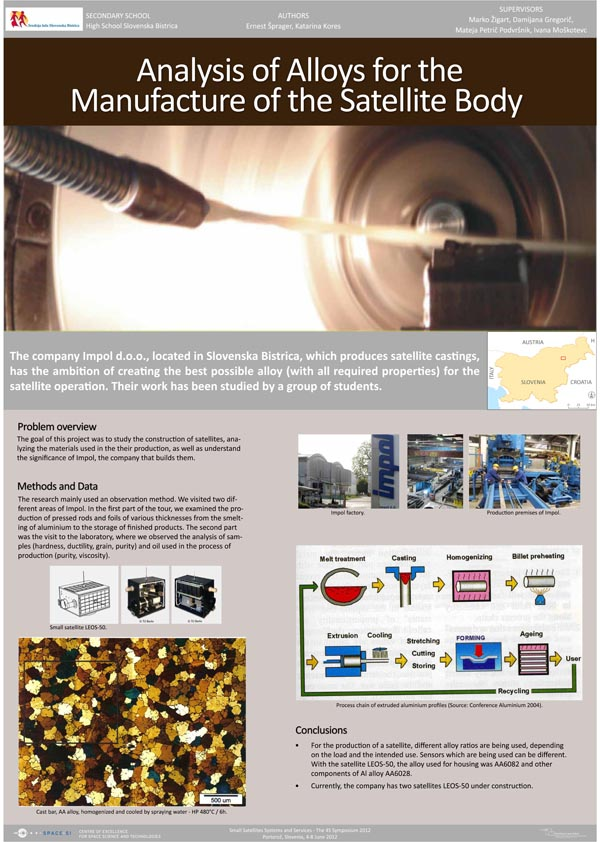 Srednja šola Slovenska Bistrica
SECONDARY SCHOOL
High School Slovenska Bistrica
AUTHORS
Ernest Šprager, Katarina Kores
SUPERVISORS
Marko Žigart, Damijana Gregorič,
Mateja Petrič Podvršnik, Ivana Moškotevc
Analysis of Alloys for the
Manufacture of the Satellite Body
The company Impol d.o.o., located in Slovenska Bistrica, which produces satellite castings,
has the ambition of creating the best possible alloy (with all required properties) for the
satellite operation. Their work has been studied by a group of students.
AUSTRIA
H
ITALY
SLOVENIA
CROATIA
Problem overview
The goal of this project was to study the construction of satellites, ana-
lyzing the materials used in the their production, as well as understand
the significance of Impol, the company that builds them.
Methods and Data
The research mainly used an observation method. We visited two dif-
ferent areas of Impol. In the first part of the tour, we examined the pro-
duction of pressed rods and foils of various thicknesses from the smelt-
ing of aluminium to the storage of finished products. The second part
was the visit to the laboratory, where we observed the analysis of sam-
ples (hardness, ductility, grain, purity) and oil used in the process of
production (purity, viscosity).
Small satellite LEOS-50.
500 um
Cast bar, AA alloy, homogenized and cooled by spraying water - HP 480°C / 6h.
impol
Impol factory.
Production premises of Impol.
Melt treatment
Casting
Homogenizing
Billet preheating
Extrusion
Cooling
Stretching
Cutting
Storing
FORMING
Ageing
User
Recycling
Process chain of extruded aluminium profiles (Source: Conference Aluminium 2004).
Conclusions
• For the production of a satellite, different alloy ratios are being used, depending
on the load and the intended use. Sensors which are being used can be different.
With the satellite LEOS-50, the alloy used for housing was AA6082 and other
components of Al alloy AA6028.
• Currently, the company has two satellites LEOS-50 under construction.
SPACE SI
CENTRE OF EXCELLENCE
FOR SPACE SCIENCE AND TECHNOLOGIES
Small Satellites Systems and Services - The 4S Symposium 2012
Portorož, Slovenia, 4-8 June 2012